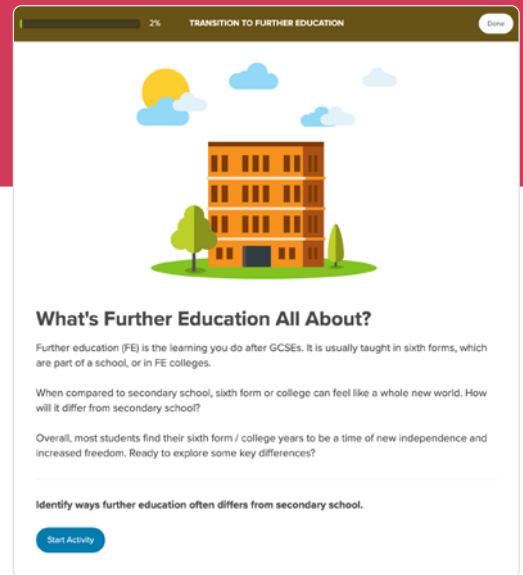 2% TRANSITION TO FURTHER EDUCATION Done
What's Further Education All About?
Further education (FE) is the learning you do after GCSEs. It is usually taught in sixth forms, which
are part of a school, or in FE colleges.
When compared to secondary school, sixth form or college can feel like a whole new world. How
will it differ from secondary school?
Overall, most students find their sixth form / college years to be a time of new independence and
increased freedom. Ready to explore some key differences?
Identify ways further education often differs from secondary school.
Start Activity